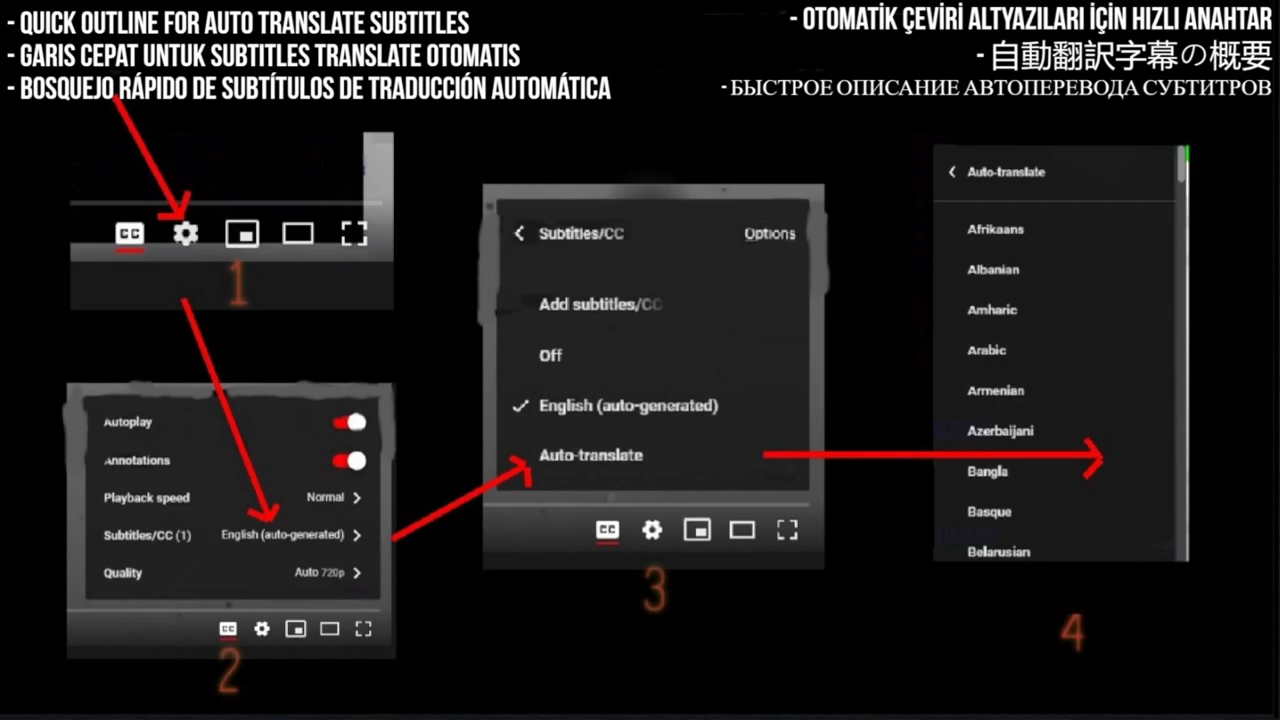 - QUICK OUTLINE FOR AUTO TRANSLATE SUBTITLES
- GARIS CEPAT UNTUK SUBTITLES TRANSLATE OTOMATIS
- BOSQUEJO RÁPIDO DE SUBTÍTULOS DE TRADUCCIÓN AUTOMÁTICA
- OTOMATİK ÇEVİRİ ALTYAZILARI İÇİN HIZLI ANAHTAR
- 自動翻訳字幕の概要
- БЫСТРОЕ ОПИСАНИЕ АВТОПЕРЕВОДА СУБТИТРОВ
CC
1
Autoplay
Annotations
Playback speed Normal
Subtitles/CC (1) English (auto-generated)
Quality Auto 720p
CC
2
Subtitles/CC Options
Add subtitles/CC
Off
English (auto-generated)
Auto-translate
CC
3
Auto-translate
Afrikaans
Albanian
Amharic
Arabic
Armenian
Azerbaijani
Bangla
Basque
Belarusian
4